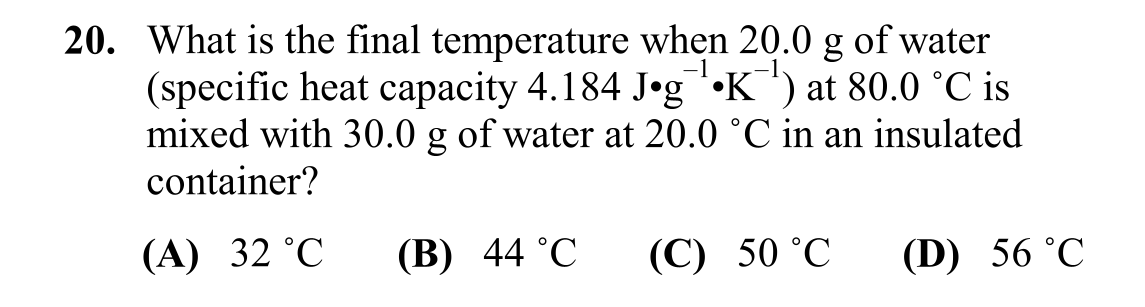 20. What is the final temperature when 20.0 g of water
(specific heat capacity 4.184 J•g⁻¹•K⁻¹) at 80.0 ˚C is
mixed with 30.0 g of water at 20.0 ˚C in an insulated
container?
(A) 32 ˚C (B) 44 ˚C (C) 50 ˚C (D) 56 ˚C